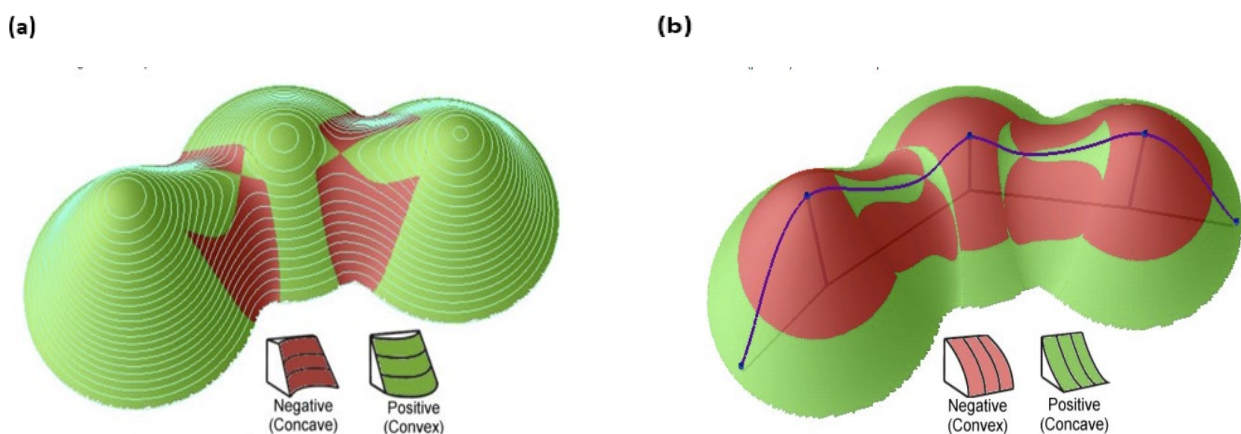 (a)
(b)
Negative
(Concave)
Positive
(Convex)
Negative
(Convex)
Positive
(Concave)